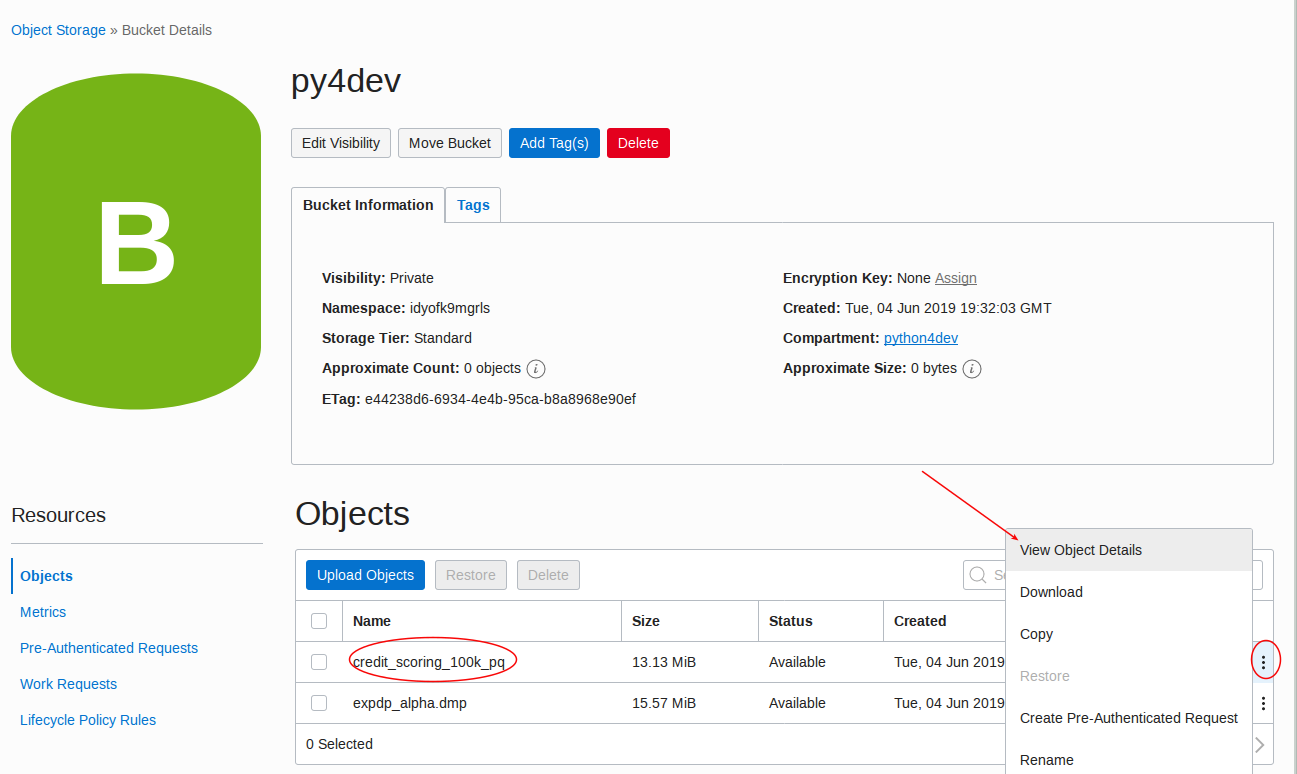 Object Storage » Bucket Details
B
py4dev
Edit Visibility Move Bucket Add Tag(s) Delete
Bucket Information Tags
Visibility: Private
Encryption Key: None Assign
Namespace: idyofk9mgrls
Created: Tue, 04 Jun 2019 19:32:03 GMT
Storage Tier: Standard
Compartment: python4dev
Approximate Count: 0 objects i
Approximate Size: 0 bytes i
ETag: e44238d6-6934-4e4b-95ca-b8a8968e90ef
Resources
Objects
Metrics
Pre-Authenticated Requests
Work Requests
Lifecycle Policy Rules
Objects
Upload Objects Restore Delete
Name Size Status Created
credit_scoring_100k_pq 13.13 MiB Available Tue, 04 Jun 2019
expdp_alpha.dmp 15.57 MiB Available Tue, 04 Jun 2019
0 Selected
View Object Details
Download
Copy
Restore
Create Pre-Authenticated Request
Rename